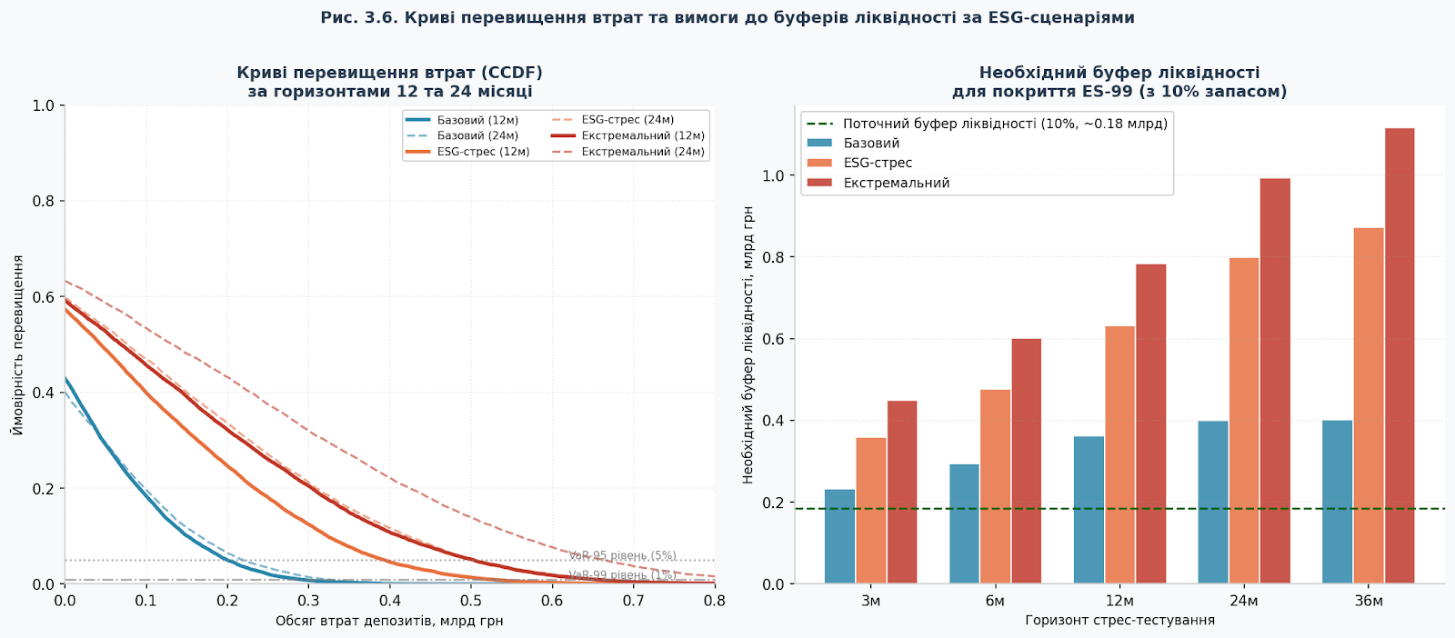 Рис. 3.6. Криві перевищення втрат та вимоги до буферів ліквідності за ESG-сценаріями
Криві перевищення втрат (CCDF)
за горизонтами 12 та 24 місяці
Базовий (12м)
Базовий (24м)
ESG-стрес (12м)
ESG-стрес (24м)
Екстремальний (12м)
Екстремальний (24м)
Ймовірність перевищення
1.0
0.8
0.6
0.4
0.2
0.0
VaR-95 рівень (5%)
VaR-99 рівень (1%)
0.0 0.1 0.2 0.3 0.4 0.5 0.6 0.7 0.8
Обсяг втрат депозитів, млрд грн
Необхідний буфер ліквідності
для покриття ES-99 (з 10% запасом)
Поточний буфер ліквідності (10%, ~0.18 млрд)
Базовий
ESG-стрес
Екстремальний
Необхідний буфер ліквідності, млрд грн
1.0
0.8
0.6
0.4
0.2
0.0
3м 6м 12м 24м 36м
Горизонт стрес-тестування